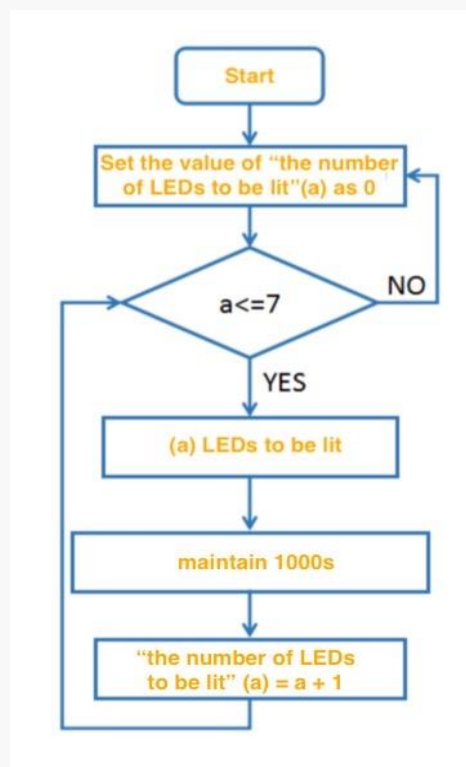 Start
Set the value of “the number
of LEDs to be lit”(a) as 0
a<=7
NO
YES
(a) LEDs to be lit
maintain 1000s
“the number of LEDs
to be lit” (a) = a + 1